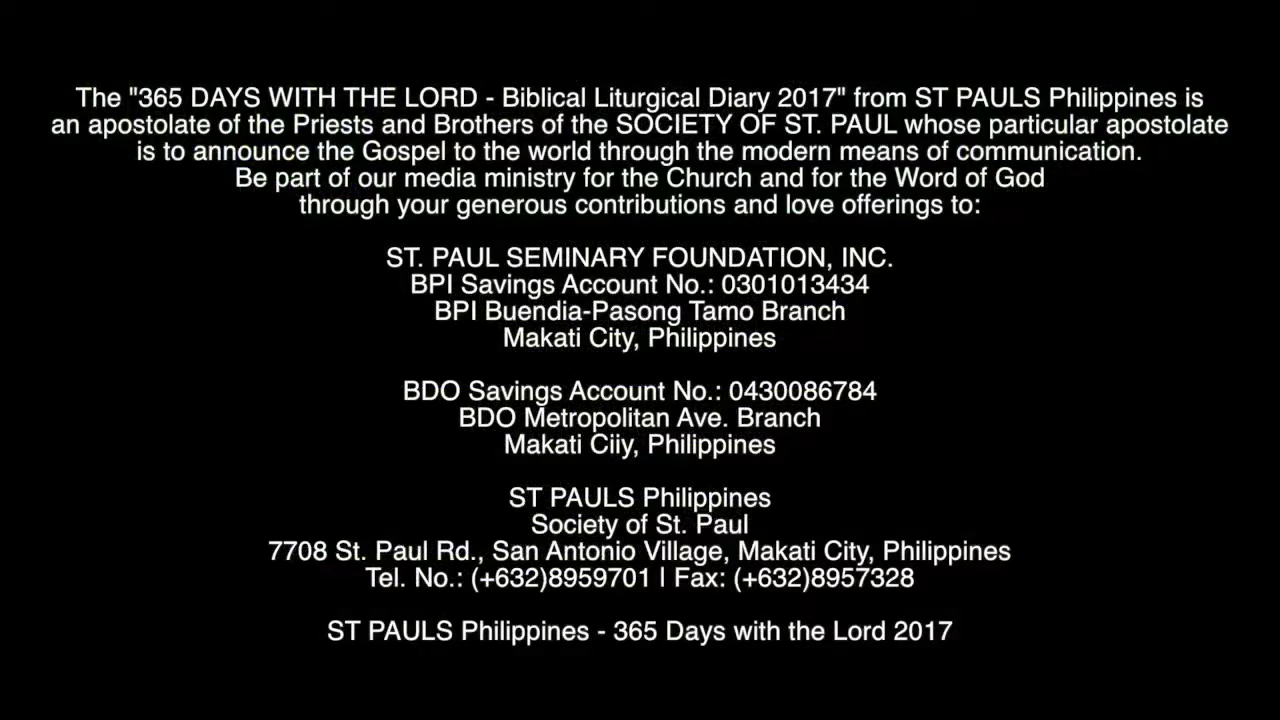 The "365 DAYS WITH THE LORD - Biblical Liturgical Diary 2017" from ST PAULS Philippines is
an apostolate of the Priests and Brothers of the SOCIETY OF ST. PAUL whose particular apostolate
is to announce the Gospel to the world through the modern means of communication.
Be part of our media ministry for the Church and for the Word of God
through your generous contributions and love offerings to:
ST. PAUL SEMINARY FOUNDATION, INC.
BPI Savings Account No.: 0301013434
BPI Buendia-Pasong Tamo Branch
Makati City, Philippines
BDO Savings Account No.: 0430086784
BDO Metropolitan Ave. Branch
Makati Ciiy, Philippines
ST PAULS Philippines
Society of St. Paul
7708 St. Paul Rd., San Antonio Village, Makati City, Philippines
Tel. No.: (+632)8959701 | Fax: (+632)8957328
ST PAULS Philippines - 365 Days with the Lord 2017